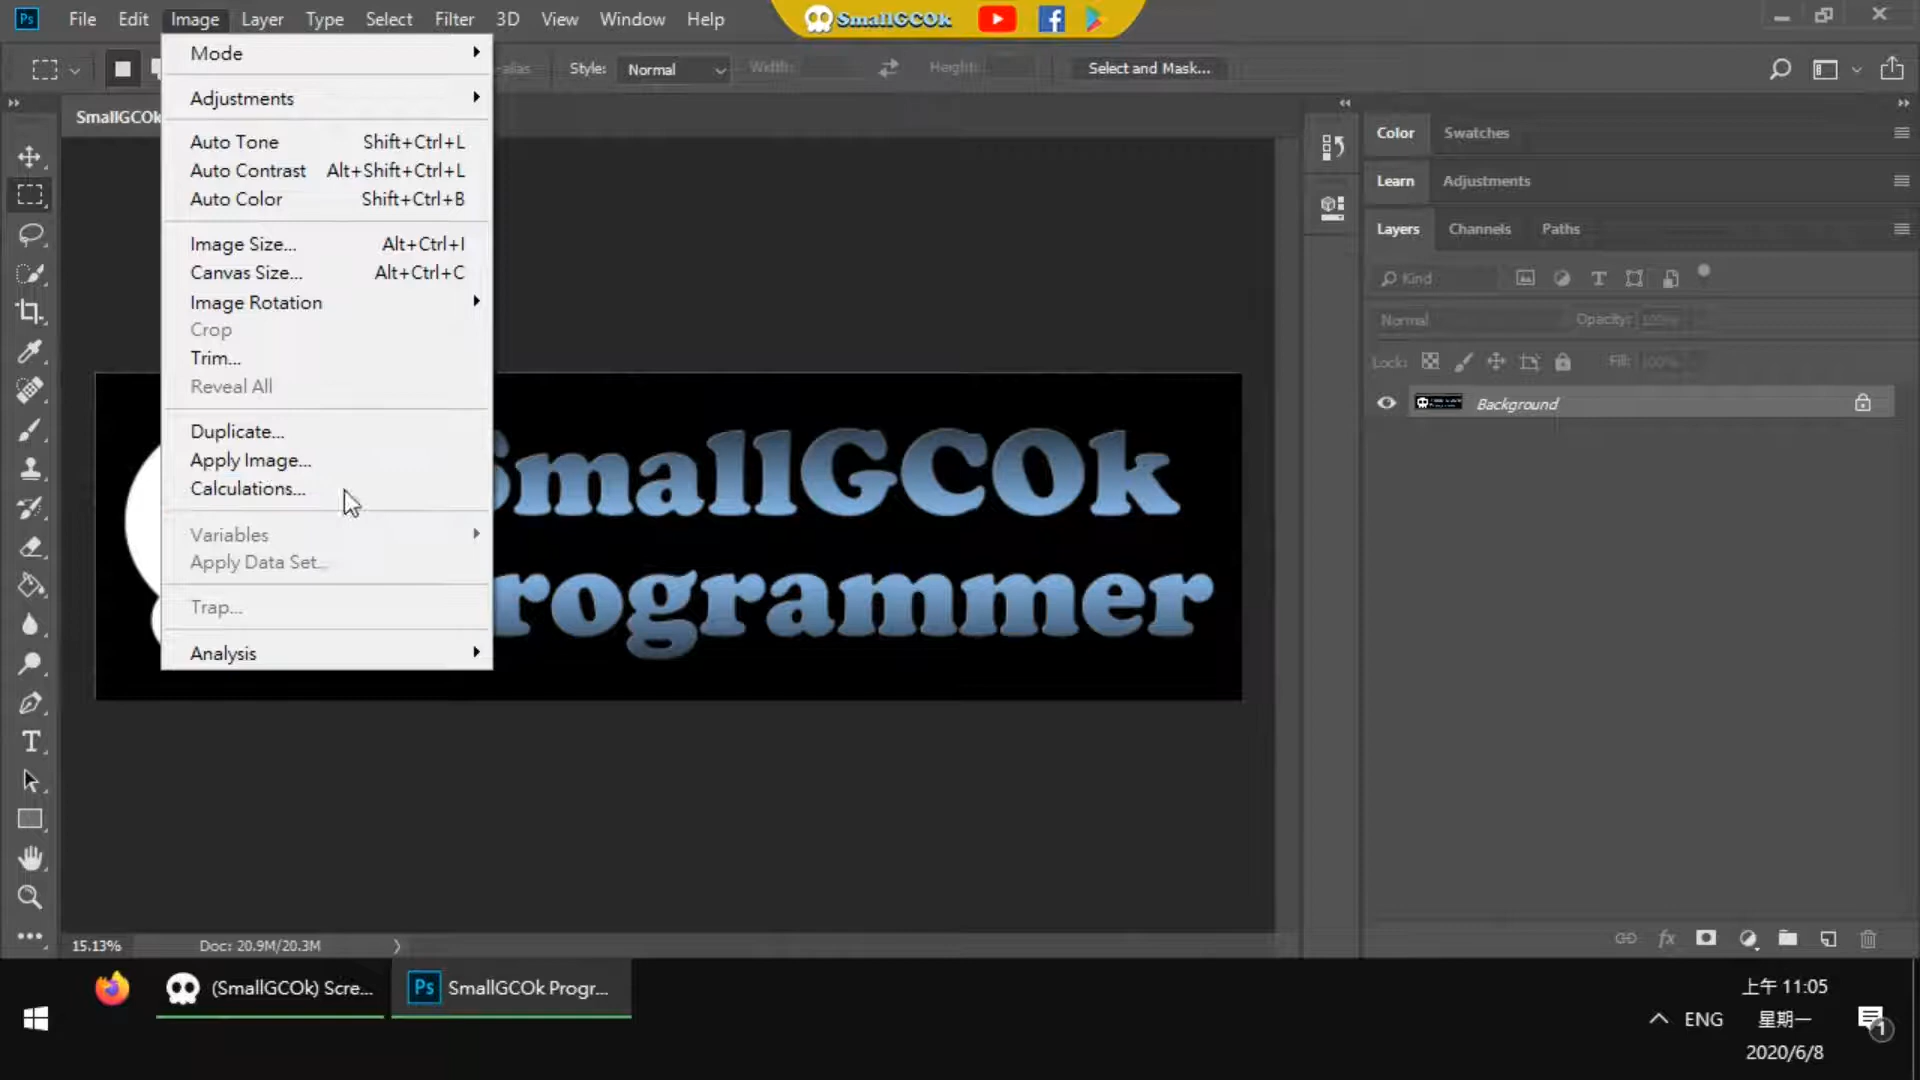 Ps File Edit Image Layer Type Select Filter 3D View Window Help SmallGCOk
Style: Normal Width: Height: Select and Mask...
SmallGCOk
Mode
Adjustments
Auto Tone Shift+Ctrl+L
Auto Contrast Alt+Shift+Ctrl+L
Auto Color Shift+Ctrl+B
Image Size... Alt+Ctrl+I
Canvas Size... Alt+Ctrl+C
Image Rotation
Crop
Trim...
Reveal All
Duplicate...
Apply Image...
Calculations...
Variables
Apply Data Set...
Trap...
Analysis
SmallGCOk
rogrammer
Color Swatches
Learn Adjustments
Layers Channels Paths
Kind
Normal Opacity: 100%
Lock: Fill: 100%
Background
15.13% Doc: 20.9M/20.3M
(SmallGCOk) Scre...
Ps SmallGCOk Progr...
ENG
上午 11:05
星期一
2020/6/8
1